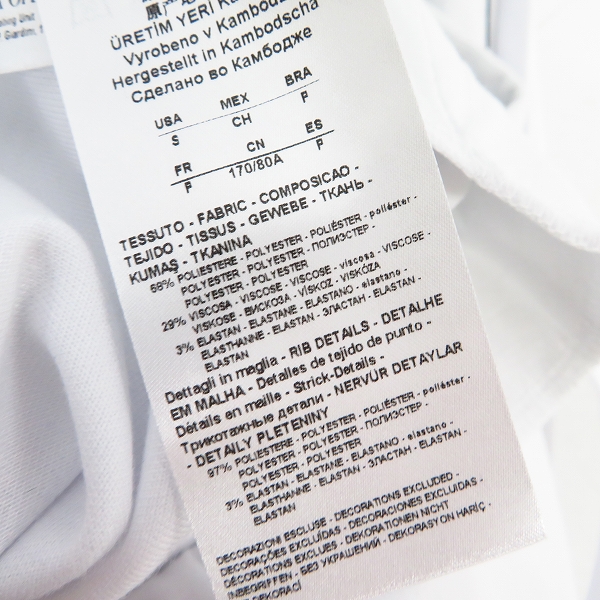 ÜRETİM YERİ
Vyrobeno v Kambodž
Hergestellt in Kambodscha
Сделано во Камбодже
USA MEX BRA
S CH P
FR CN ES
P 170/80A P
TESSUTO - FABRIC - COMPOSICAO -
TEJIDO - TISSUS - GEWEBE - ТКАНЬ -
KUMAŞ - TKANINA
68% POLIESTERE - POLYESTER - POLIÉSTER - poliéster -
POLYESTER - POLYESTER - ПОЛИЭСТЕР -
POLYESTER - POLYESTER
29% VISCOSA - VISCOSE - VISCOSE - viscosa - VISCOSE -
VISKOSE - ВИСКОЗА - VİSKOZ - VISKÓZA
3% ELASTAN - ELASTANE - ELASTANO - elastano -
ELASTHANNE - ELASTAN - ЭЛАСТАН - ELASTAN -
ELASTAN
Dettagli in maglia - RIB DETAILS - DETALHE
EM MALHA - Detalles de tejido de punto -
Détails en maille - Strick-Details -
Трикотажные детали - NERVÜR DETAYLAR
- DETAILY PLETENINY
97% POLIESTERE - POLYESTER - POLIÉSTER - poliéster -
POLYESTER - POLYESTER - ПОЛИЭСТЕР -
POLYESTER - POLYESTER
3% ELASTAN - ELASTANE - ELASTANO - elastano -
ELASTHANNE - ELASTAN - ЭЛАСТАН - ELASTAN -
ELASTAN
DECORAZIONI ESCLUSE - DECORATIONS EXCLUDED -
DECORAÇÕES EXCLUÍDAS - DECORACIONES EXCLUIDAS -
DÉCORATIONS EXCLUES - DEKORATIONEN NICHT
INBEGRIFFEN - БЕЗ УКРАШЕНИЙ - DEKORASYON HARİÇ -
DEKORACÍ